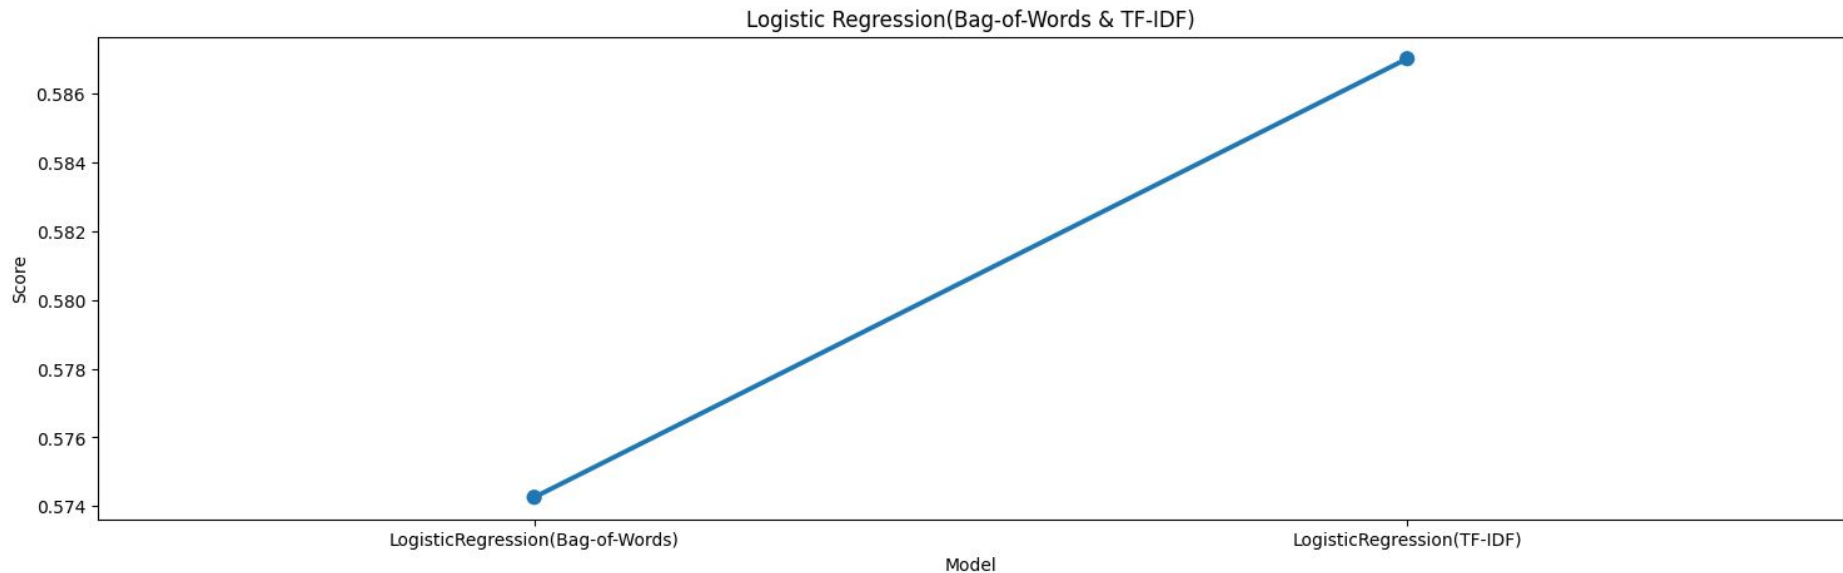 Logistic Regression(Bag-of-Words & TF-IDF)
0.586
0.584
0.582
0.580
0.578
0.576
0.574
Score
LogisticRegression(Bag-of-Words)
LogisticRegression(TF-IDF)
Model